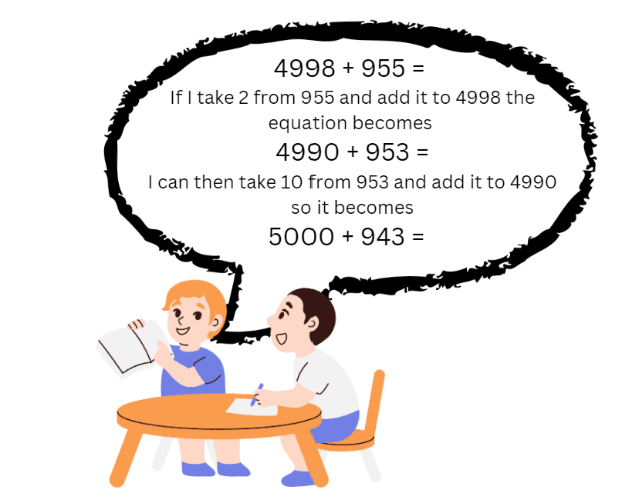 4998 + 955 =
If I take 2 from 955 and add it to 4998 the
equation becomes
4990 + 953 =
I can then take 10 from 953 and add it to 4990
so it becomes
5000 + 943 =